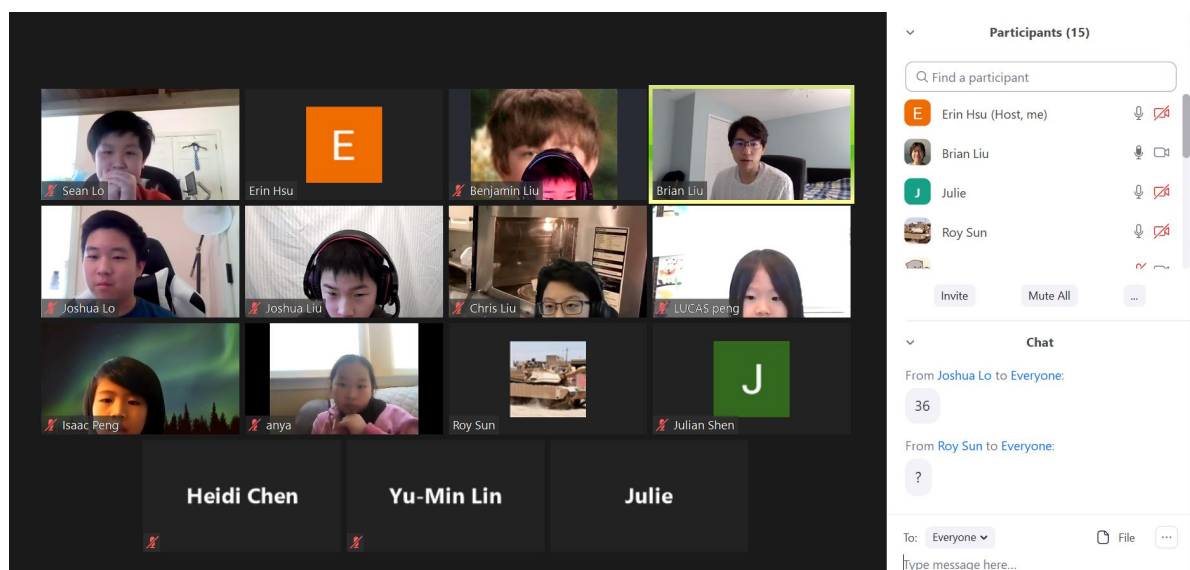 Sean Lo
E
Erin Hsu
Benjamin Liu
Brian Liu
Joshua Lo
Joshua Liu
Chris Liu
LUCAS peng
Isaac Peng
anya
Roy Sun
J
Julian Shen
Heidi Chen
Yu-Min Lin
Julie
Participants (15)
Find a participant
E Erin Hsu (Host, me)
Brian Liu
J Julie
Roy Sun
Invite Mute All ...
Chat
From Joshua Lo to Everyone:
36
From Roy Sun to Everyone:
?
To: Everyone File ...
Type message here...